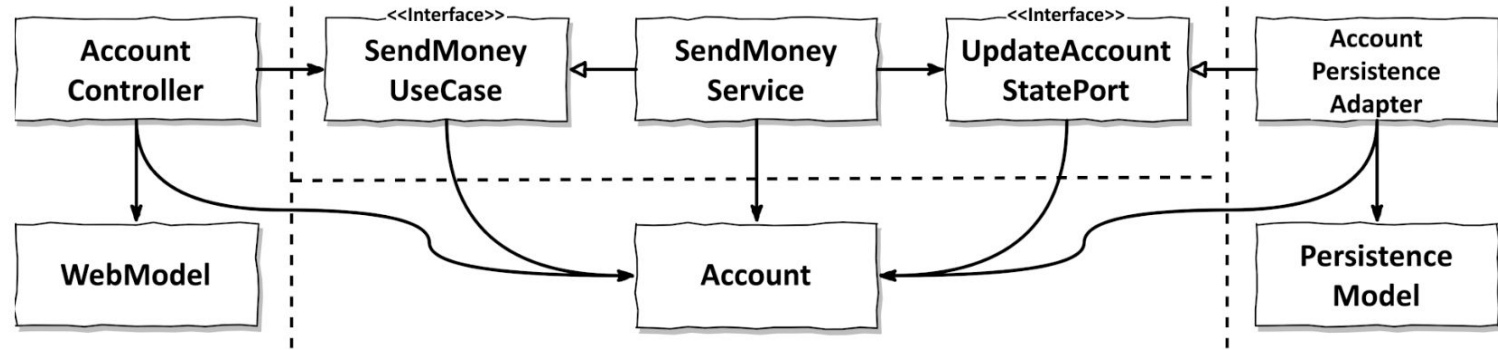 <<Interface>>
<<Interface>>
Account
Controller
SendMoney
UseCase
SendMoney
Service
UpdateAccount
StatePort
Account
Persistence
Adapter
WebModel
Account
Persistence
Model